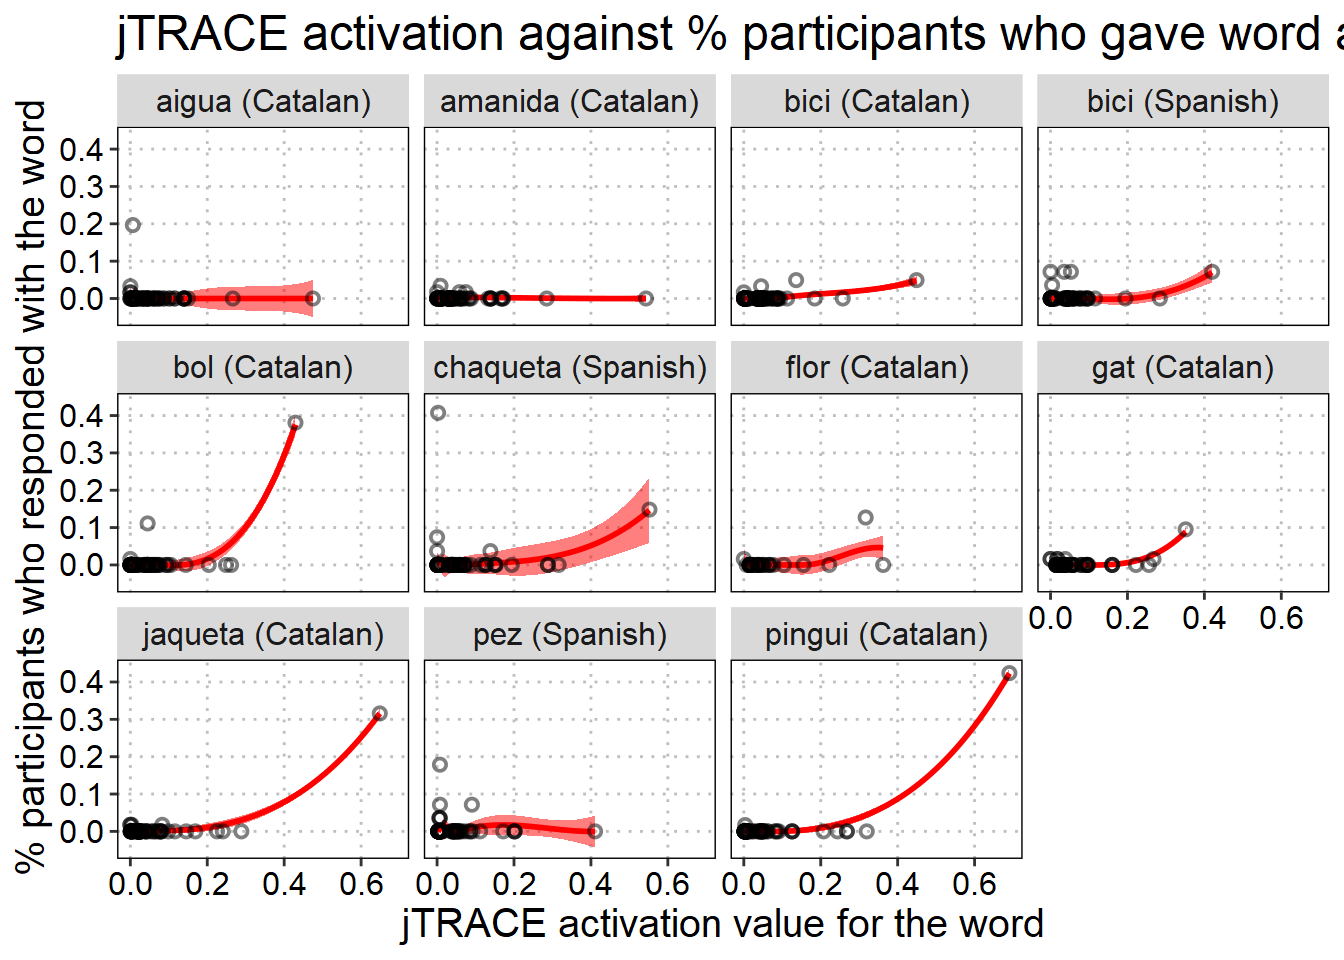 jTRACE activation against % participants who gave word a
aigua (Catalan) amanida (Catalan) bici (Catalan) bici (Spanish)
0.4
0.3
0.2
0.1
0.0
bol (Catalan) chaqueta (Spanish) flor (Catalan) gat (Catalan)
0.4
0.3
0.2
0.1
0.0
0.0 0.2 0.4 0.6
jaqueta (Catalan) pez (Spanish) pingui (Catalan)
0.4
0.3
0.2
0.1
0.0
0.0 0.2 0.4 0.6 0.0 0.2 0.4 0.6 0.0 0.2 0.4 0.6
jTRACE activation value for the word
% participants who responded with the word